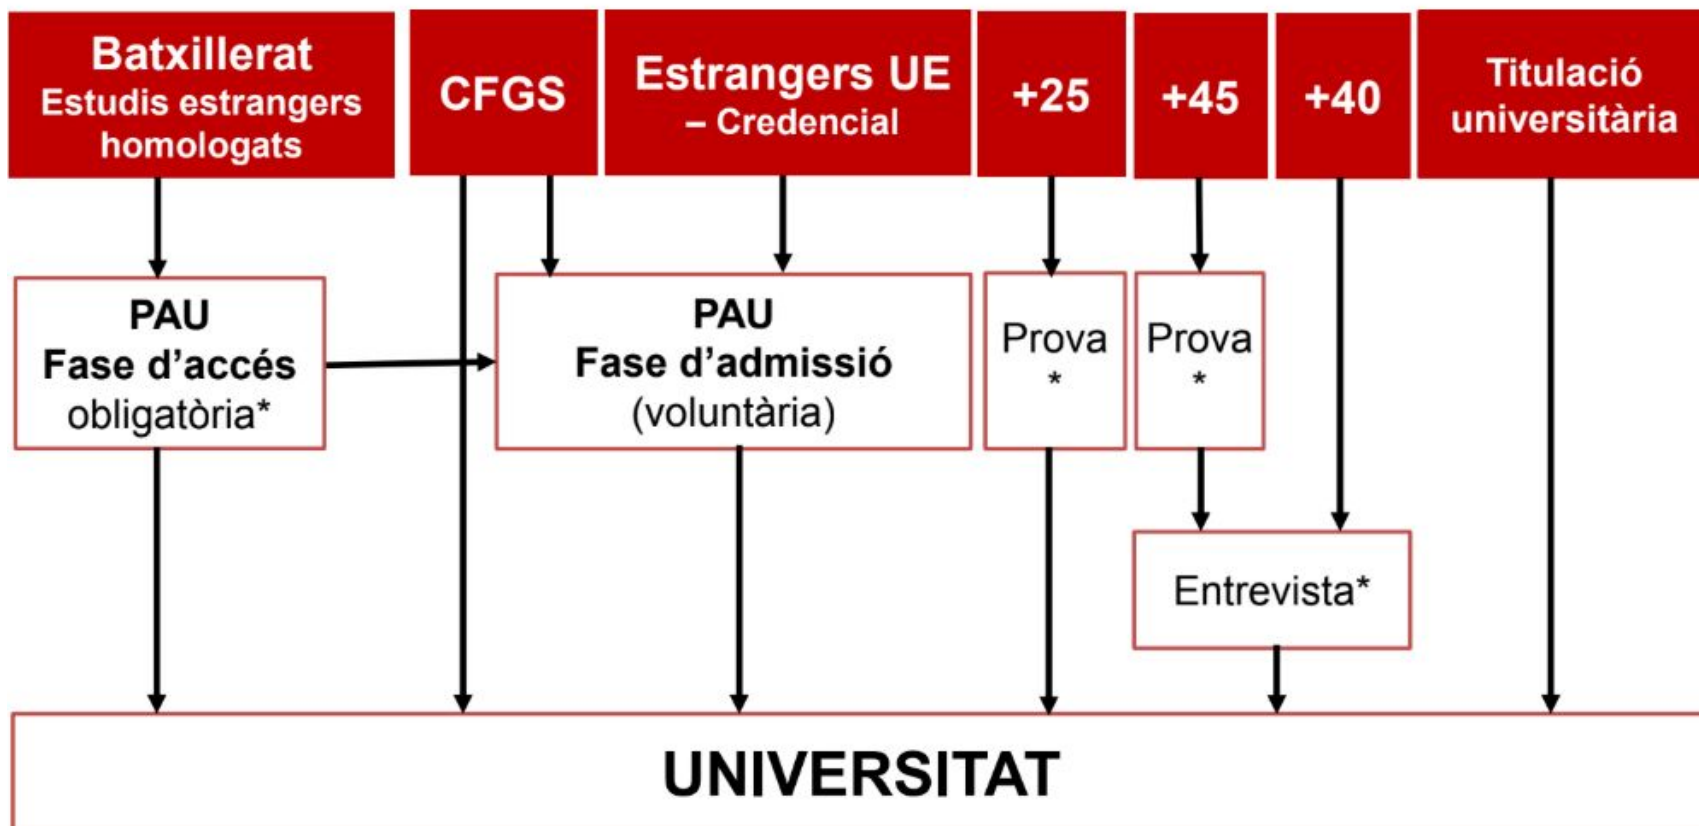 Batxillerat
Estudis estrangers
homologats
CFGS
Estrangers UE
– Credencial
+25
+45
+40
Titulació
universitària
PAU
Fase d’accés
obligatòria*
PAU
Fase d’admissió
(voluntària)
Prova
*
Prova
*
Entrevista*
UNIVERSITAT